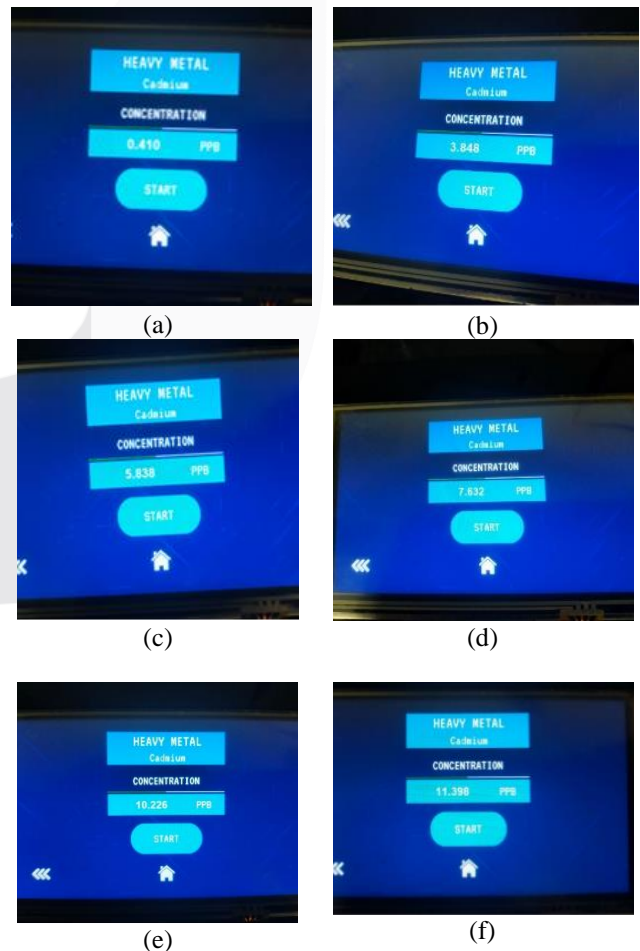 HEAVY METAL
Cadmium
CONCENTRATION
0.410 PPB
START
(a)
HEAVY METAL
Cadmium
CONCENTRATION
3.848 PPB
START
(b)
HEAVY METAL
Cadmium
CONCENTRATION
5.838 PPB
START
(c)
HEAVY METAL
Cadmium
CONCENTRATION
7.632 PPB
START
(d)
HEAVY METAL
Cadmium
CONCENTRATION
10.226 PPB
START
(e)
HEAVY METAL
Cadmium
CONCENTRATION
11.398 PPB
START
(f)